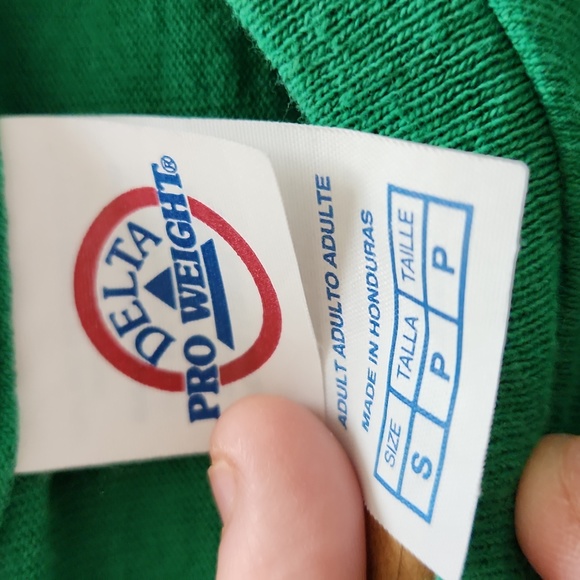 DELTA
PRO WEIGHT®
ADULT ADULTO ADULTE
MADE IN HONDURAS
SIZE TALLA TAILLE
S P P